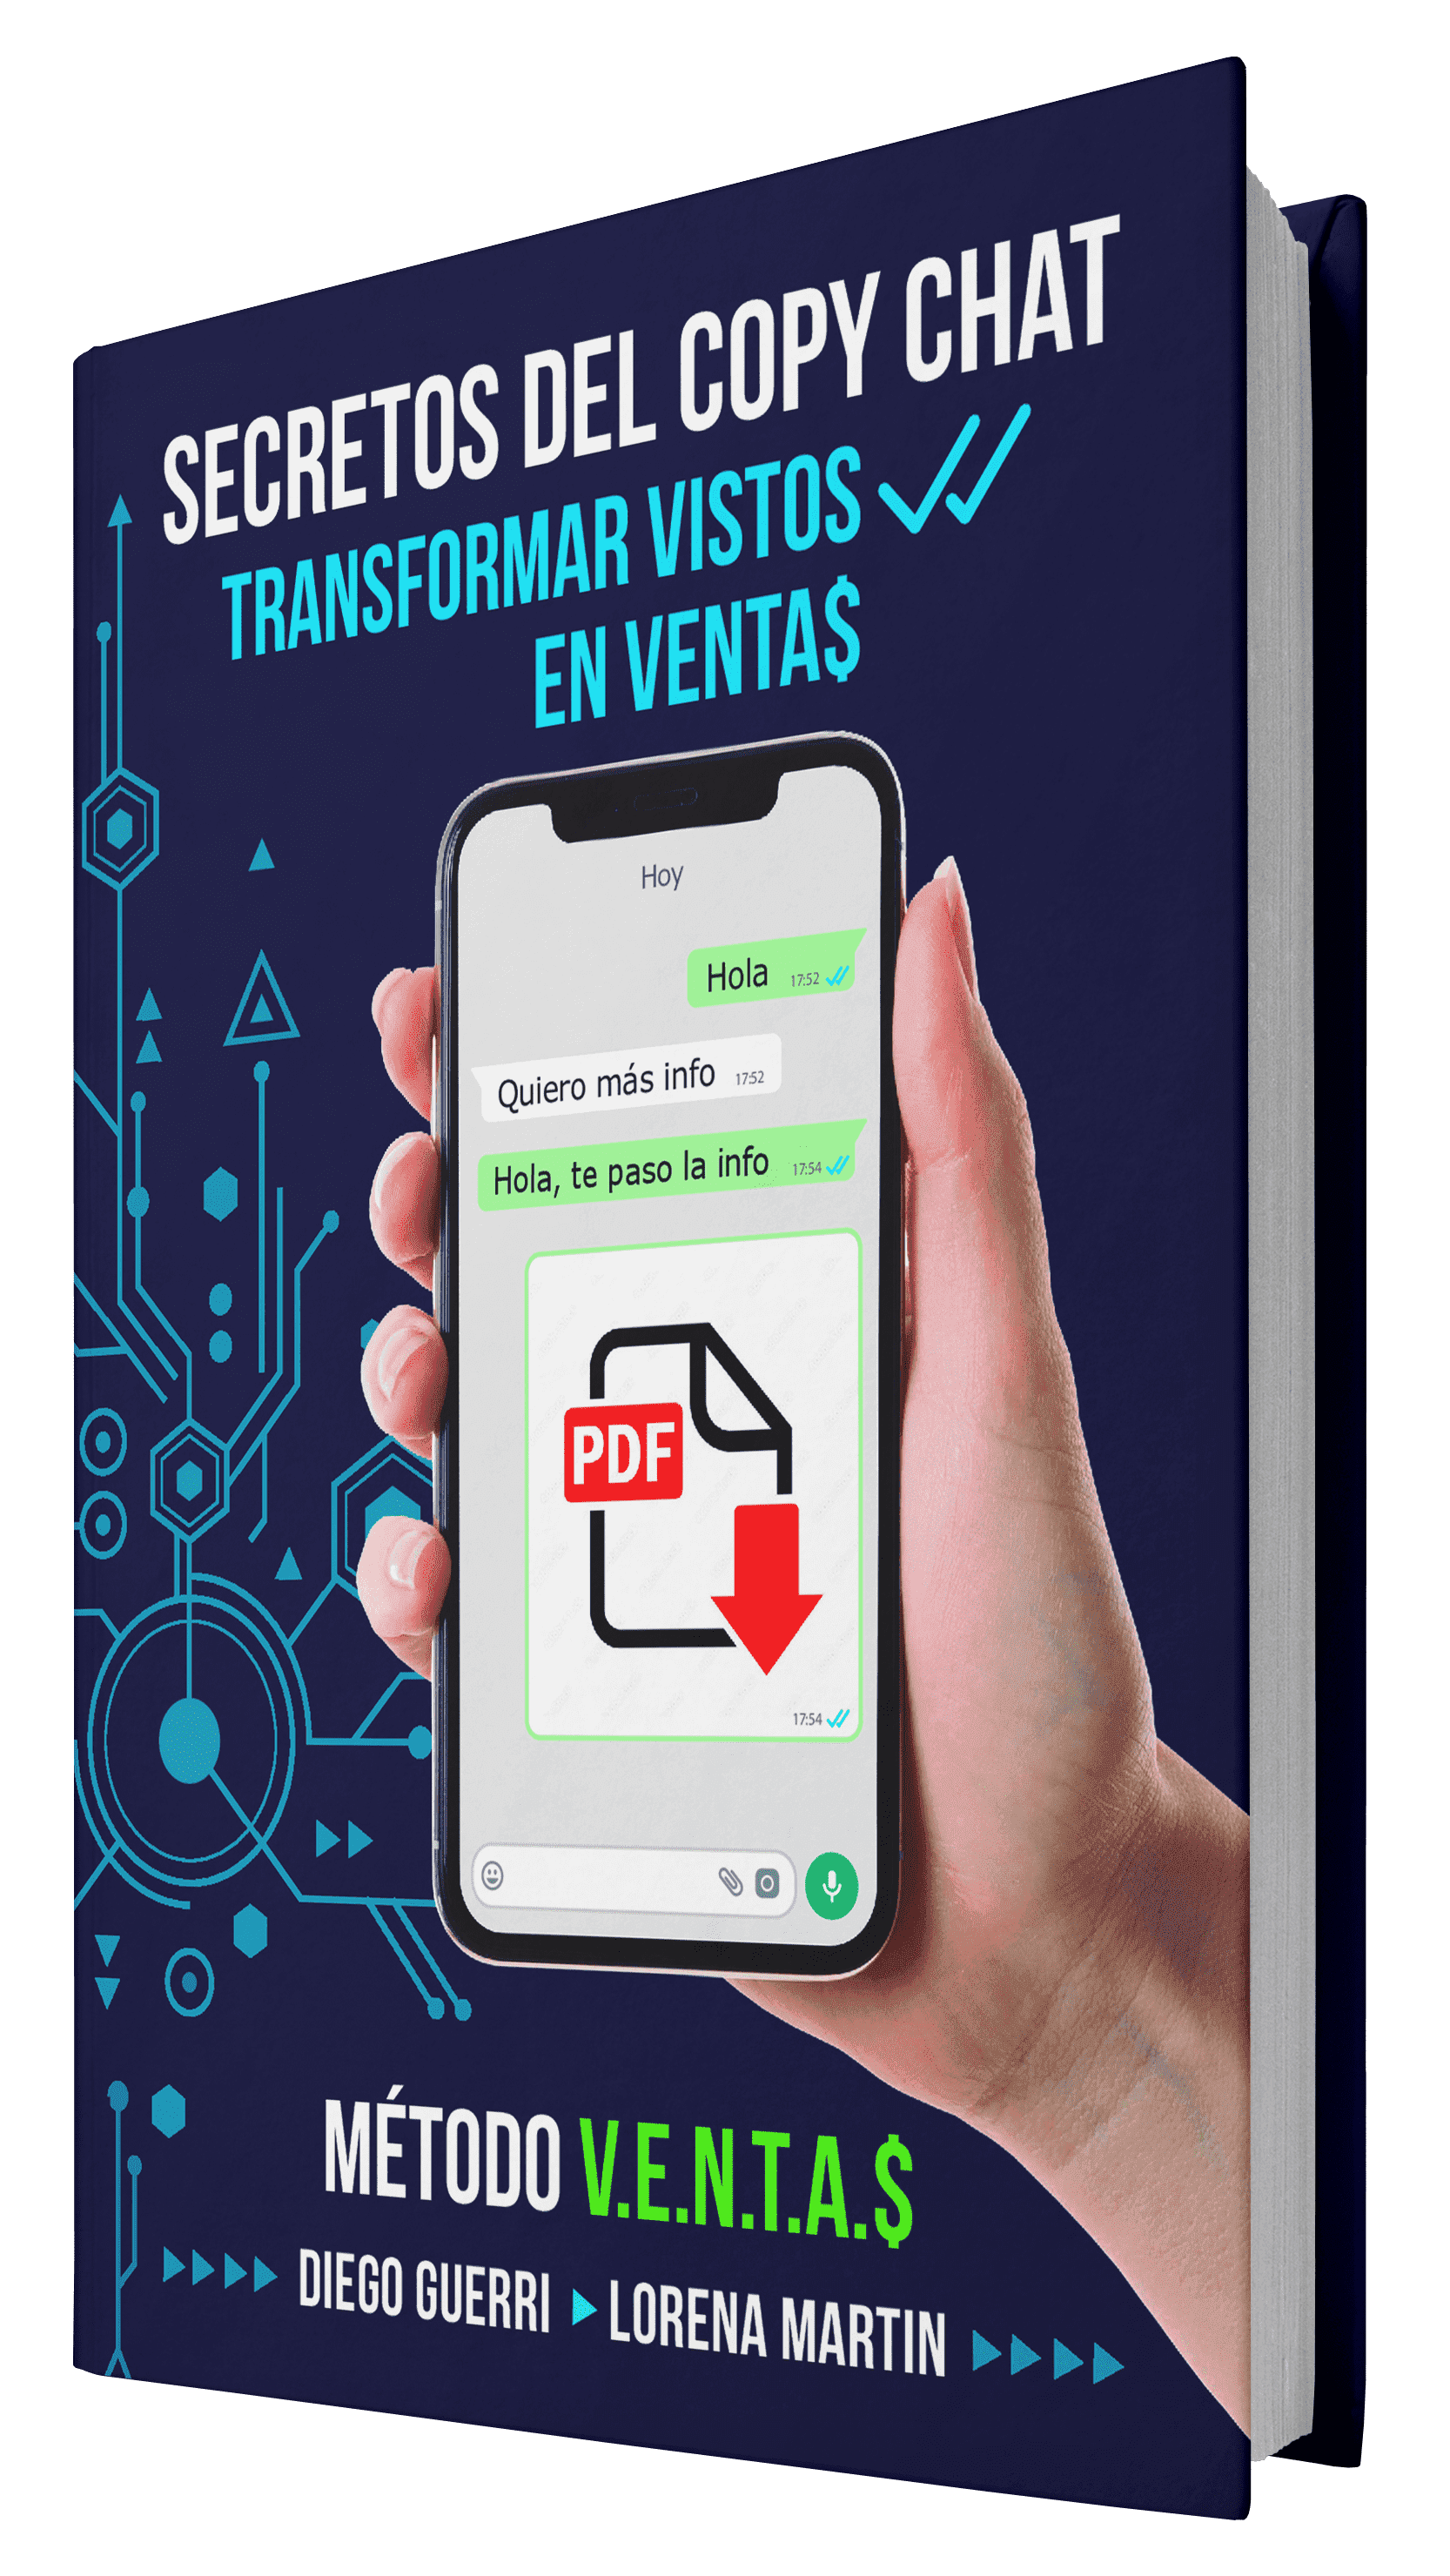 SECRETOS DEL COPY CHAT
TRANSFORMAR VISTOS
EN VENTA$
Hoy
Hola 17:52
Quiero más info 17:52
Hola, te paso la info 17:54
PDF
17:54
MÉTODO V.E.N.T.A.$
DIEGO GUERRI LORENA MARTIN